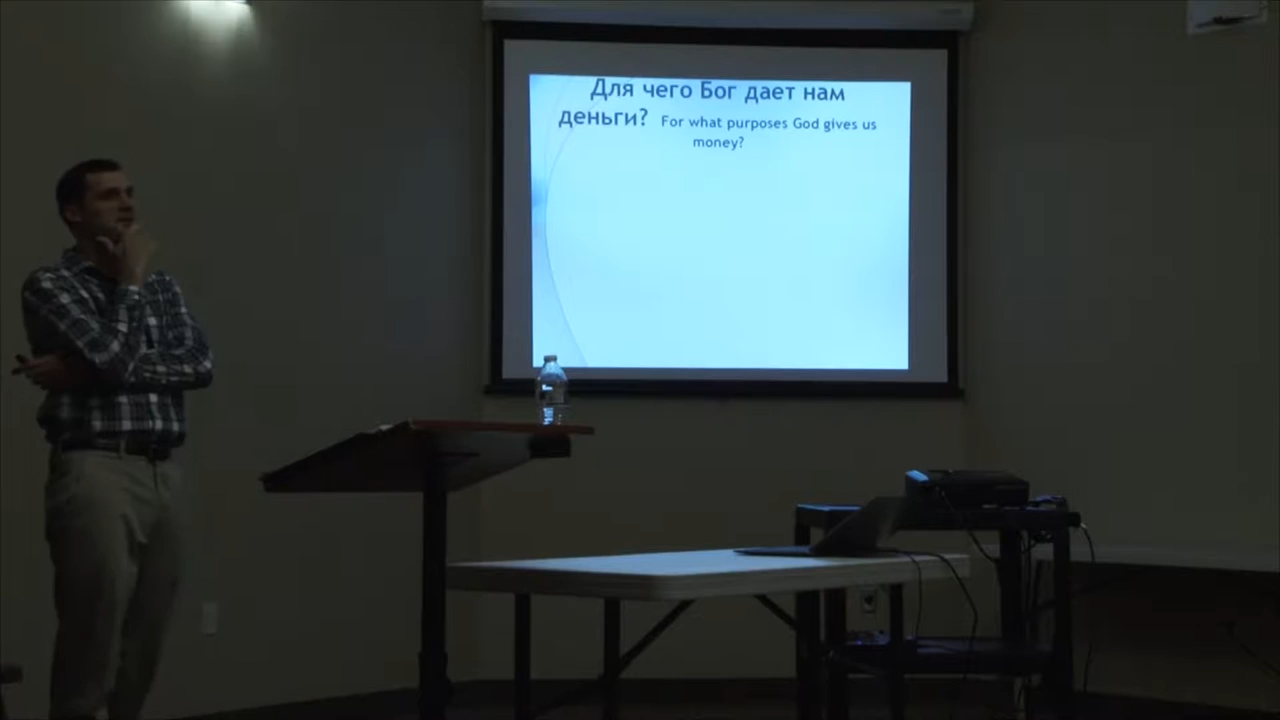 Для чего Бог дает нам
деньги? For what purposes God gives us
money?